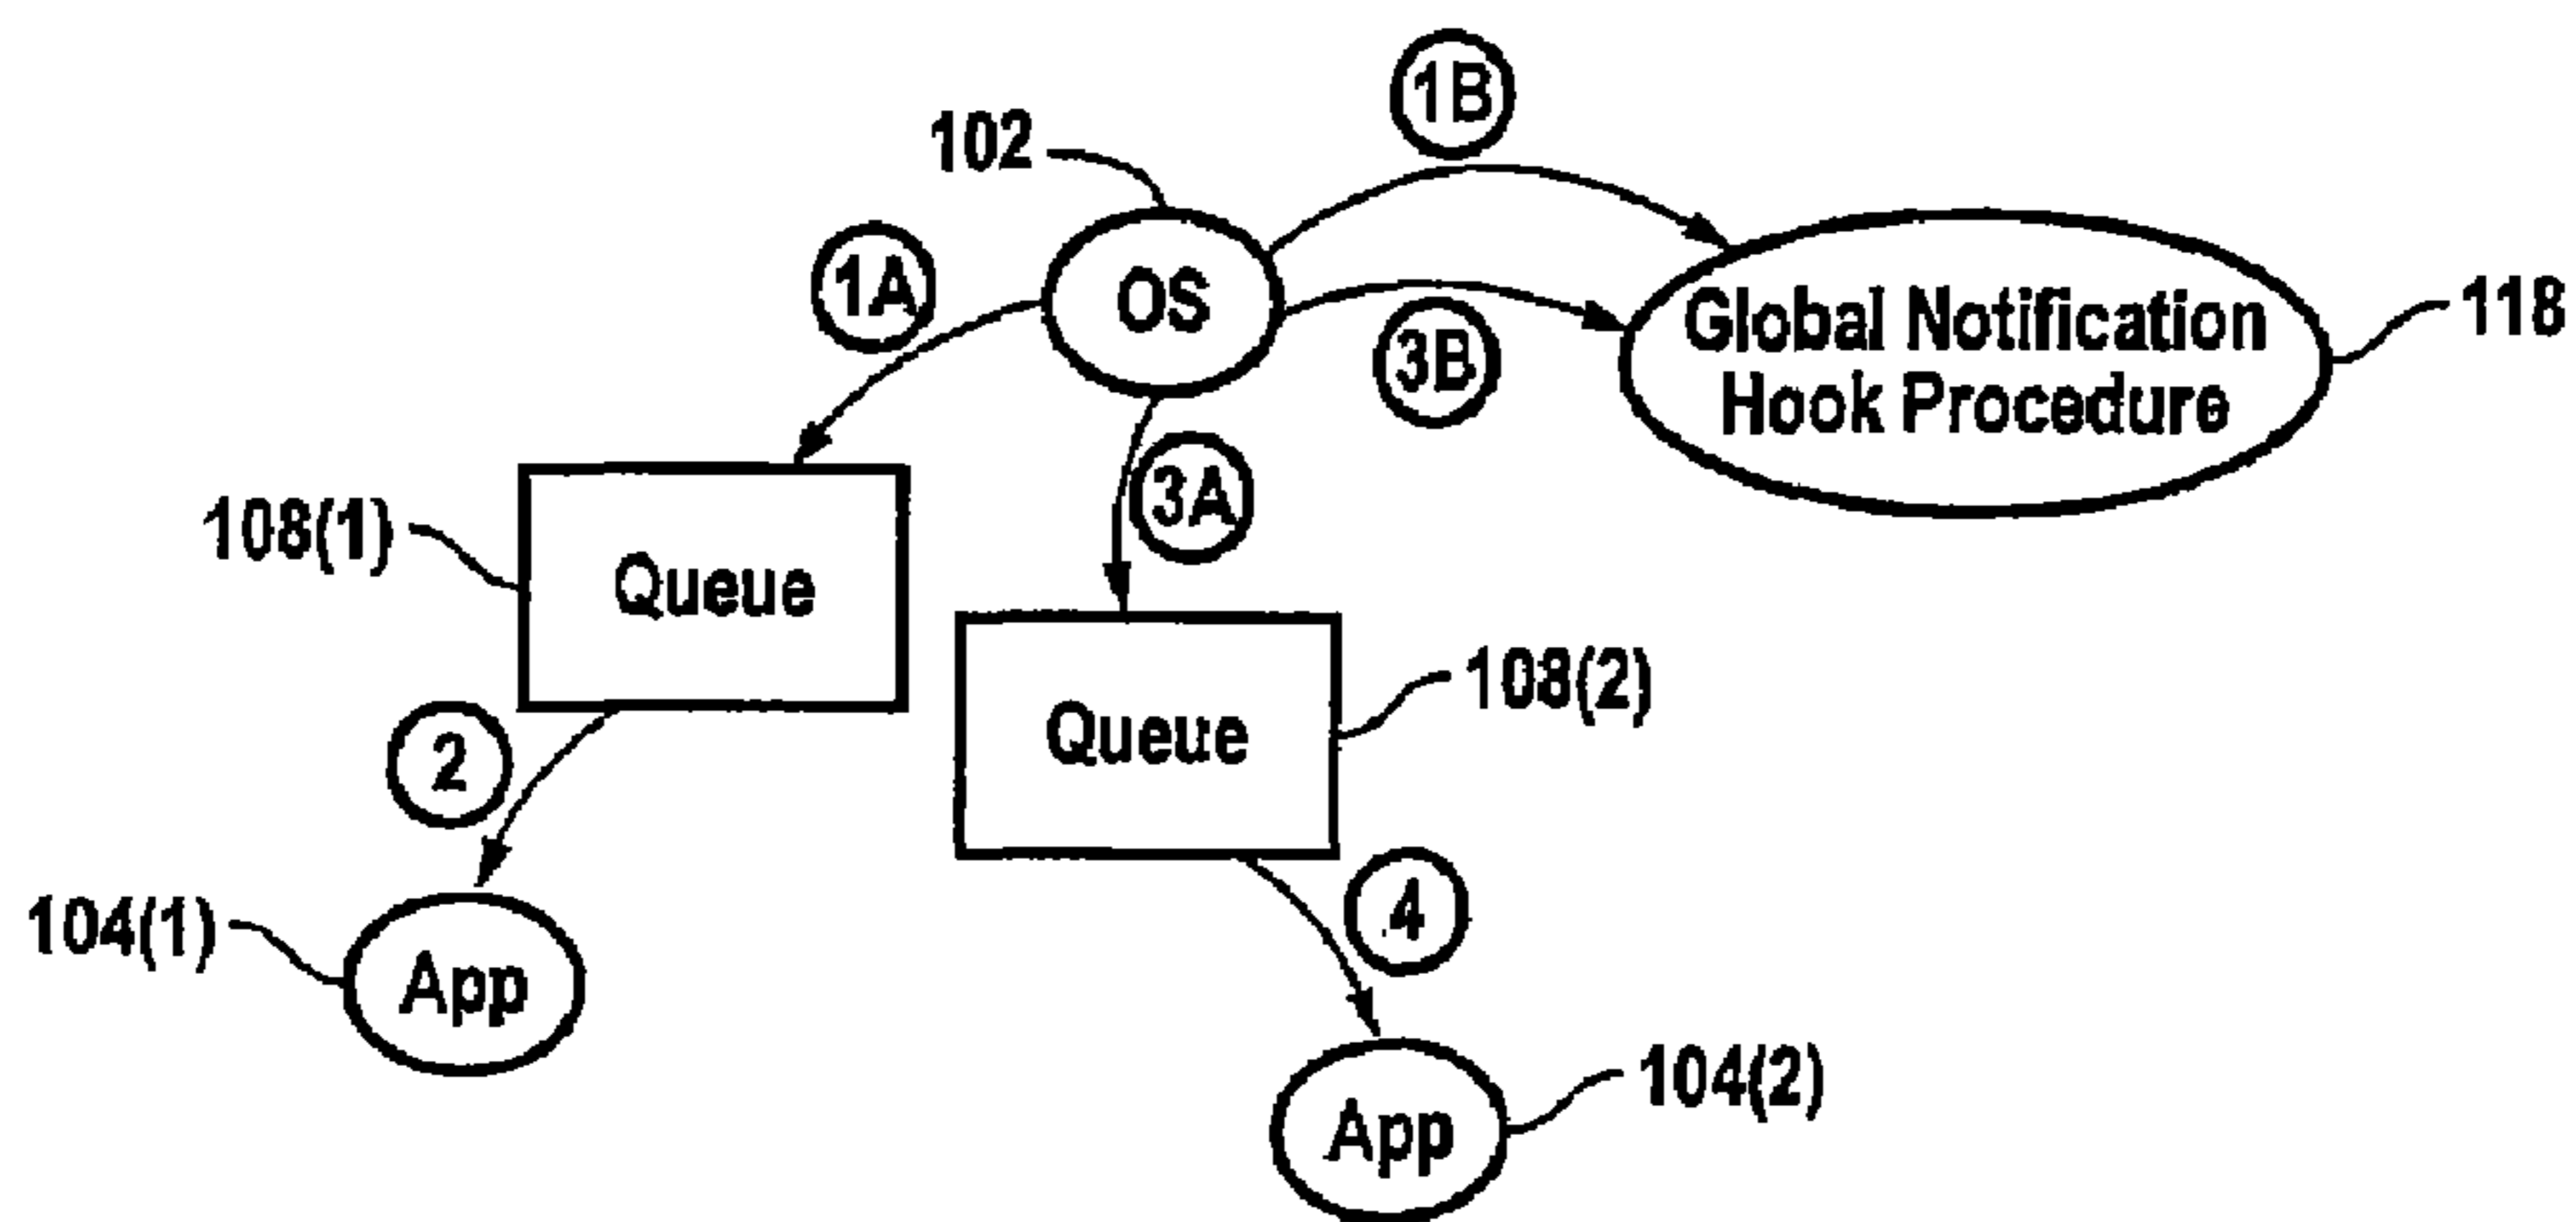 1B
102
1A
OS
3B
Global Notification
Hook Procedure
118
3A
108(1)
Queue
108(2)
Queue
2
4
104(1)
App
104(2)
App